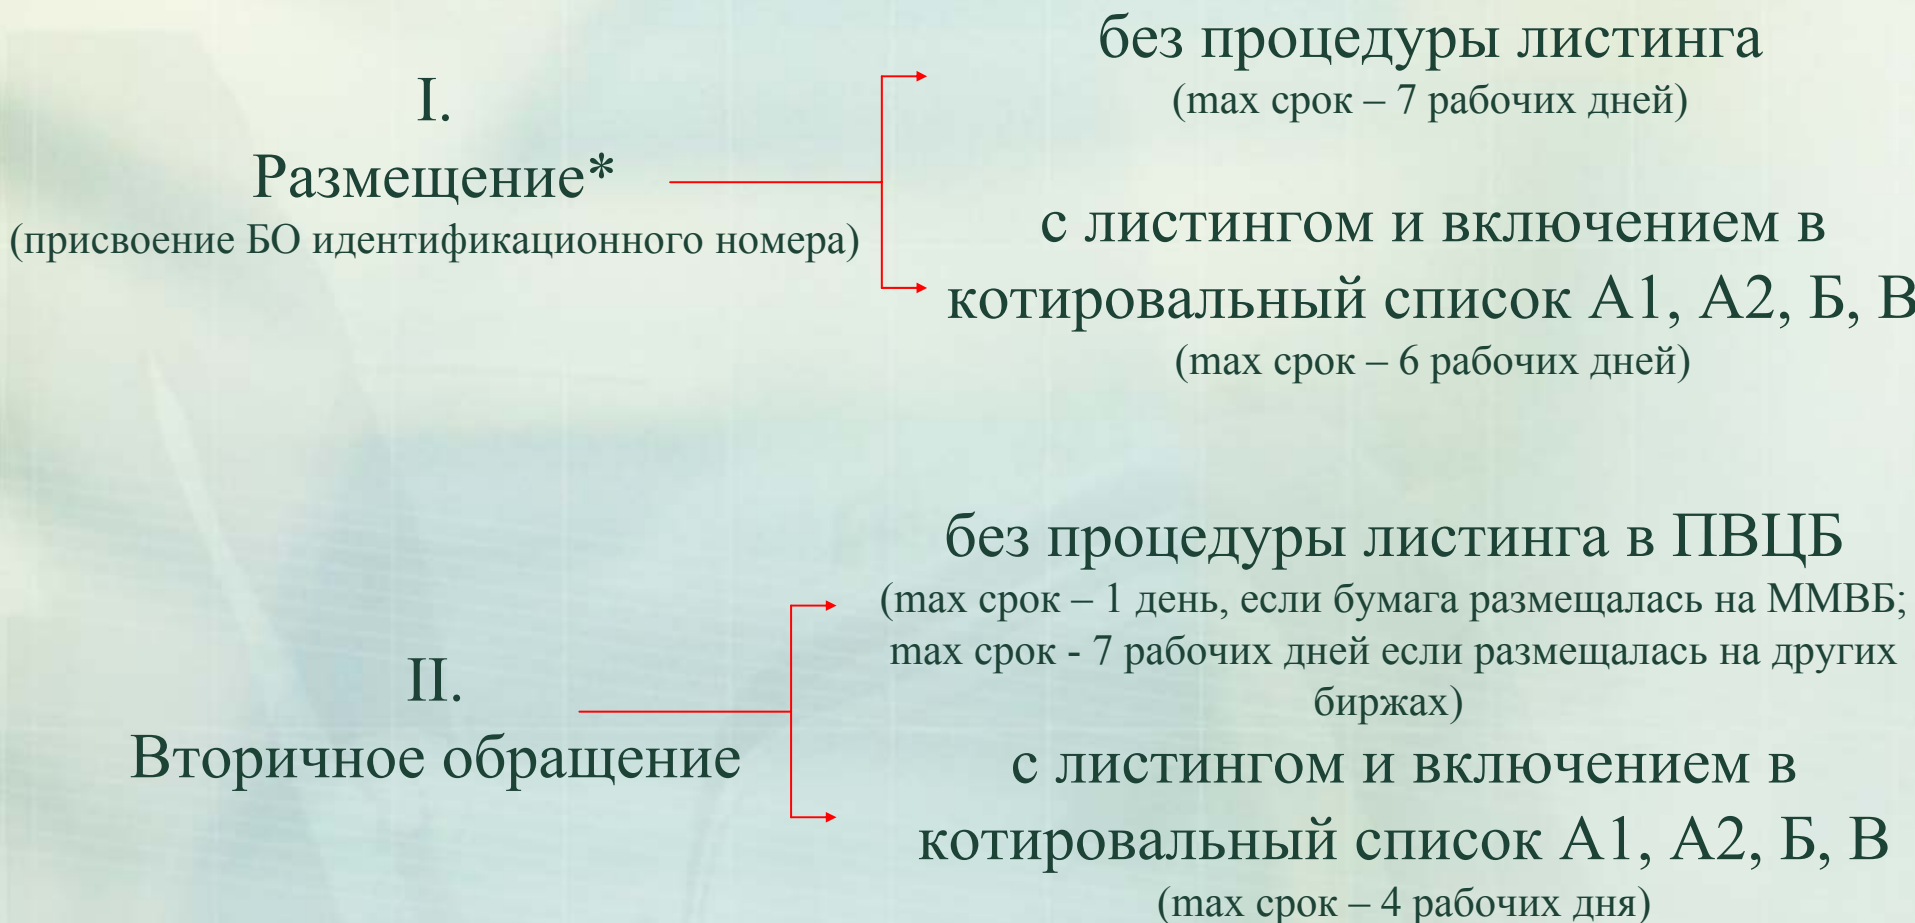 I.
Размещение*
(присвоение БО идентификационного номера)
без процедуры листинга
(max срок – 7 рабочих дней)
с листингом и включением в
котировальный список А1, А2, Б, В
(max срок – 6 рабочих дней)
II.
Вторичное обращение
без процедуры листинга в ПВЦБ
(max срок – 1 день, если бумага размещалась на ММВБ;
max срок - 7 рабочих дней если размещалась на других
биржах)
с листингом и включением в
котировальный список А1, А2, Б, В
(max срок – 4 рабочих дня)